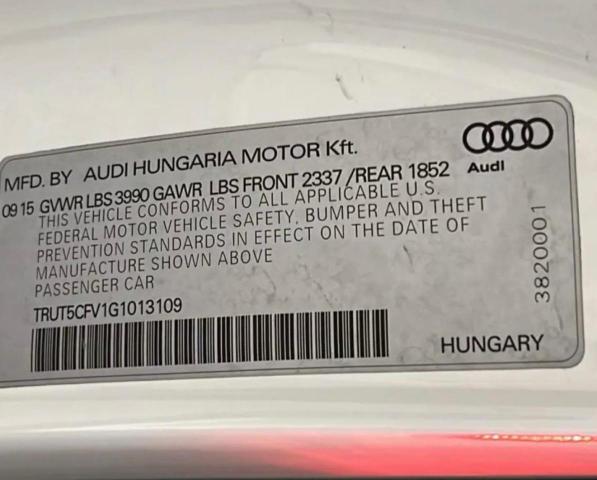 MFD. BY AUDI HUNGARIA MOTOR Kft.
Audi
09 15 GVWR LBS 3990 GAWR LBS FRONT 2337 /REAR 1852
THIS VEHICLE CONFORMS TO ALL APPLICABLE U.S.
FEDERAL MOTOR VEHICLE SAFETY, BUMPER AND THEFT
PREVENTION STANDARDS IN EFFECT ON THE DATE OF
MANUFACTURE SHOWN ABOVE
PASSENGER CAR
TRUT5CFV1G1013109
3820001
HUNGARY